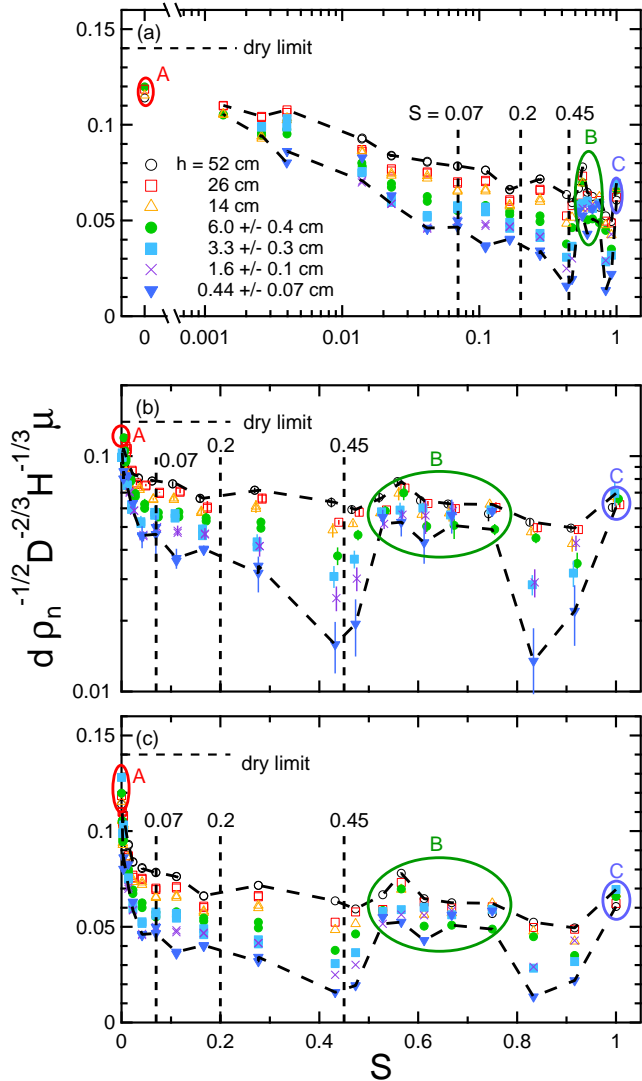 (a)
dry limit
A
S = 0.07
0.2
0.45
B
C
h = 52 cm
26 cm
14 cm
6.0 +/- 0.4 cm
3.3 +/- 0.3 cm
1.6 +/- 0.1 cm
0.44 +/- 0.07 cm
0.15
0.1
0.05
0
0
0.001
0.01
0.1
1
(b)
dry limit
A
0.07
0.2
0.45
B
C
0.1
0.01
d ρn^-1/2 D^-2/3 H^-1/3 μ
(c)
dry limit
A
0.07
0.2
0.45
B
C
0.15
0.1
0.05
0
0
0.2
0.4
0.6
0.8
1
S